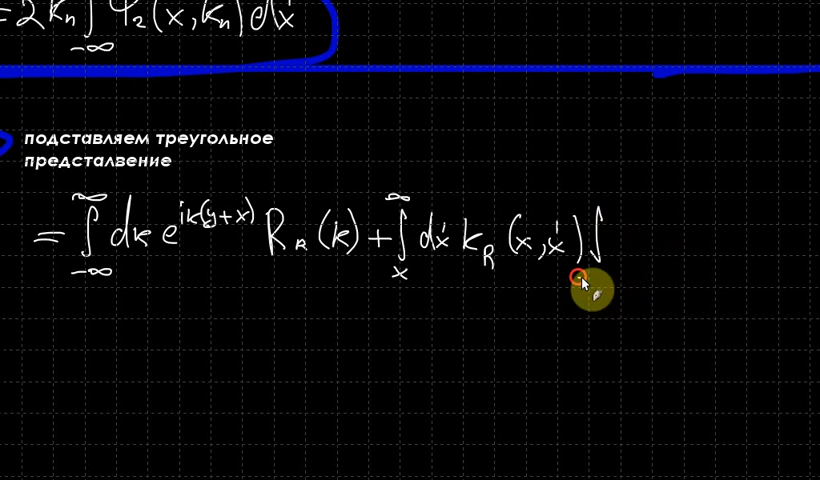 =2kₙ∫₋∞ Ψ₂(x,kₙ)dx'
подставляем треугольное
предсталвение
= ∫₋∞^∞ dk e^{ik(y+x)} R_R(k) + ∫ₓ^∞ dx' K_R(x,x') ∫